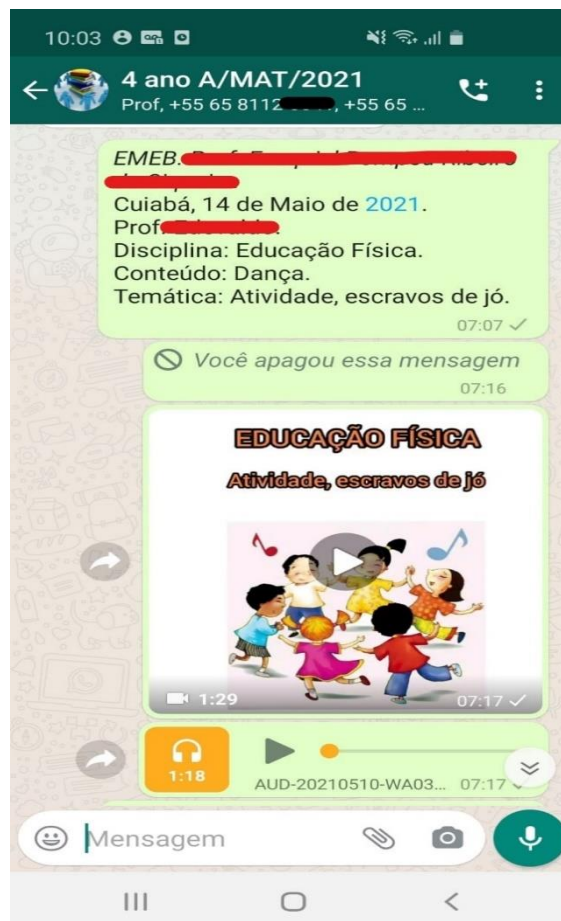 10:03
4 ano A/MAT/2021
Prof, +55 65 8112, +55 65 ...
EMEB.
Cuiabá, 14 de Maio de 2021.
Prof
Disciplina: Educação Física.
Conteúdo: Dança.
Temática: Atividade, escravos de jó.
07:07
Você apagou essa mensagem
07:16
EDUCAÇÃO FÍSICA
Atividade, escravos de jó
1:29
07:17
1:18
AUD-20210510-WA03... 07:17
Mensagem